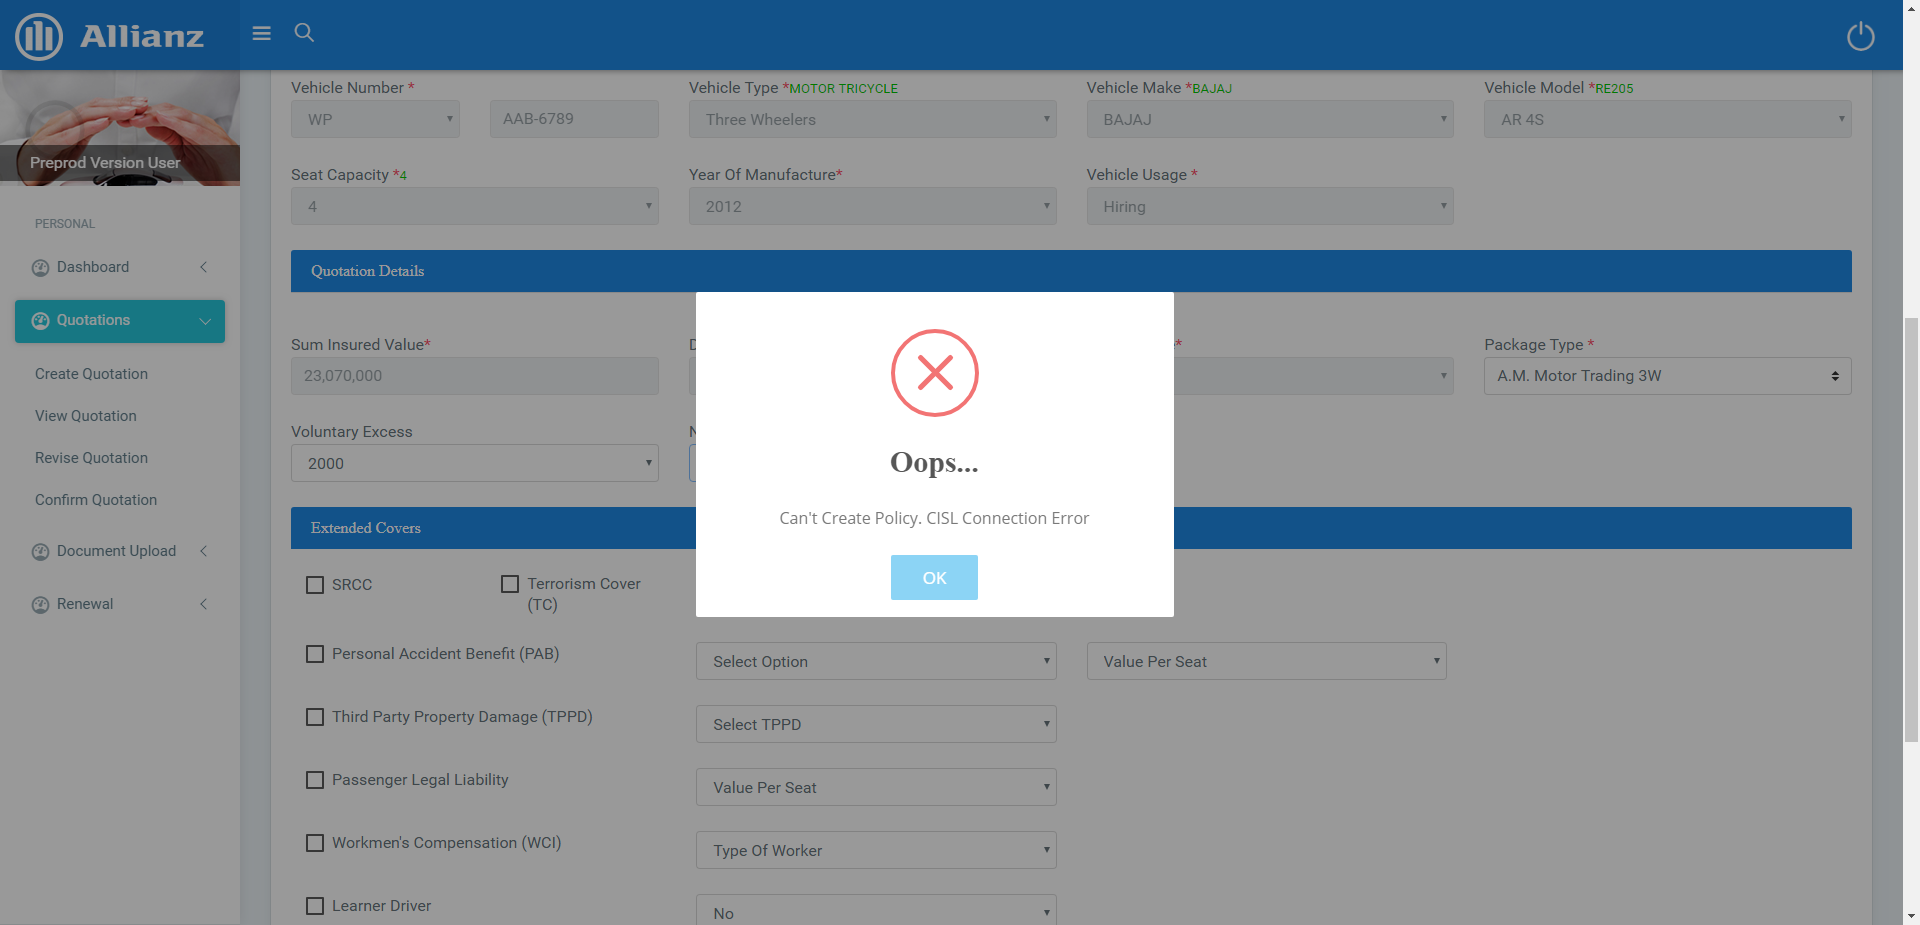 Allianz
Preprod Version User
PERSONAL
Dashboard
Quotations
Create Quotation
View Quotation
Revise Quotation
Confirm Quotation
Document Upload
Renewal
Vehicle Number *
WP
AAB-6789
Vehicle Type *MOTOR TRICYCLE
Three Wheelers
Vehicle Make *BAJAJ
BAJAJ
Vehicle Model *RE205
AR 4S
Seat Capacity *4
4
Year Of Manufacture*
2012
Vehicle Usage *
Hiring
Quotation Details
Sum Insured Value*
23,070,000
*
Package Type *
A.M. Motor Trading 3W
Voluntary Excess
2000
Oops...
Can't Create Policy. CISL Connection Error
OK
Extended Covers
SRCC
Terrorism Cover
(TC)
Personal Accident Benefit (PAB)
Select Option
Value Per Seat
Third Party Property Damage (TPPD)
Select TPPD
Passenger Legal Liability
Value Per Seat
Workmen's Compensation (WCI)
Type Of Worker
Learner Driver
No